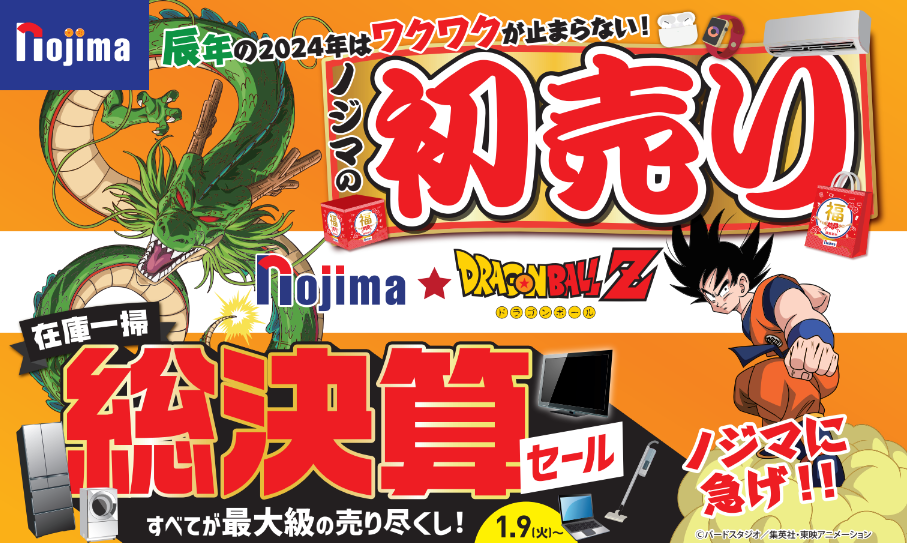 nojima
辰年の2024年はワクワクが止まらない!
ノジマの
初売り
福
福
福
nojima★DRAGONBALL Z
ドラゴンボール
在庫一掃
総決算
セール
すべてが最大級の売り尽くし!
1.9(火)~
ノジマに
急げ!!
©バードスタジオ/集英社・東映アニメーション